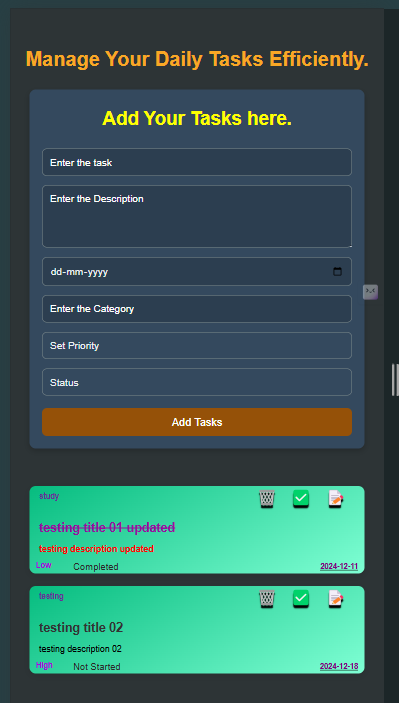 Manage Your Daily Tasks Efficiently.
Add Your Tasks here.
Enter the task
Enter the Description
dd-mm-yyyy
Enter the Category
Set Priority
Status
Add Tasks
study
testing title 01 updated
testing description updated
Low Completed 2024-12-11
testing
testing title 02
testing description 02
High Not Started 2024-12-18